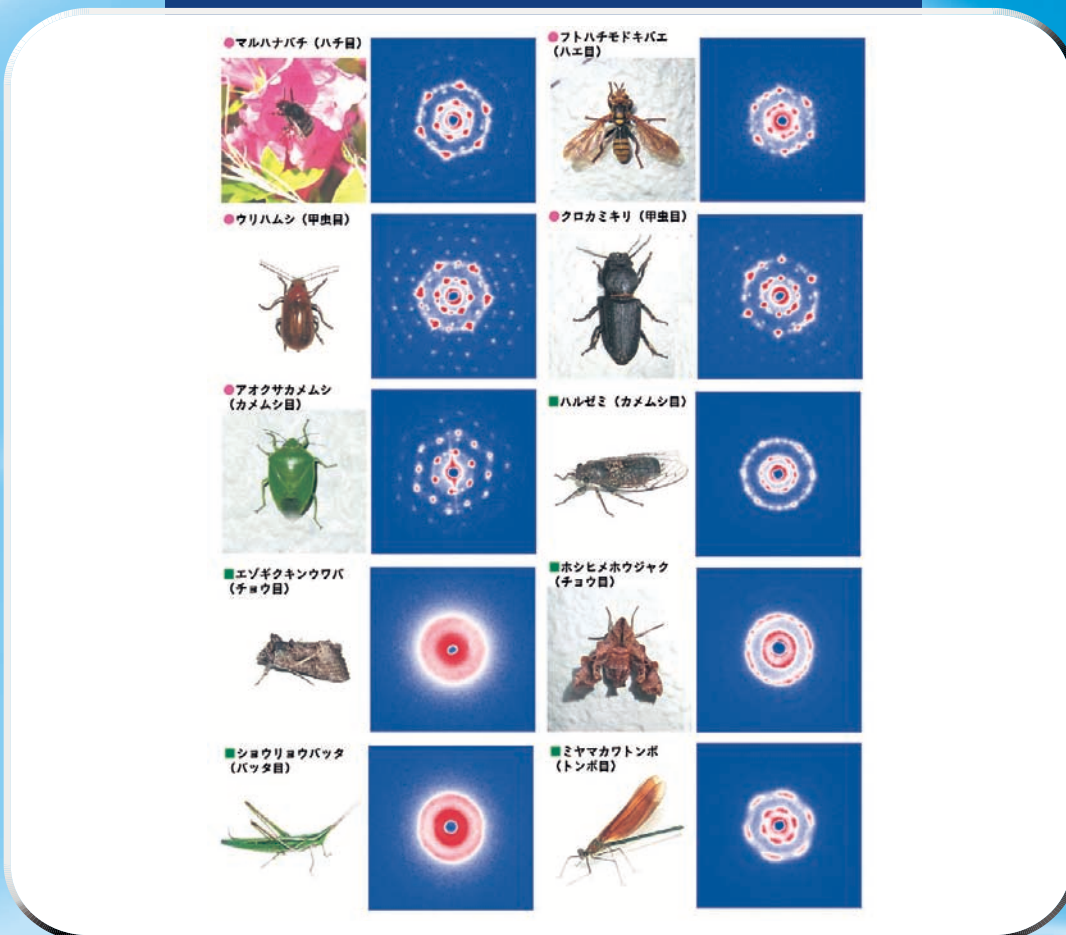 ●マルハナバチ（ハチ目）
●フトハチモドキバエ
（ハエ目）
●ウリハムシ（甲虫目）
●クロカミキリ（甲虫目）
●アオクサカメムシ
（カメムシ目）
■ハルゼミ（カメムシ目）
■エゾギクキンウワバ
（チョウ目）
■ホシヒメホウジャク
（チョウ目）
■ショウリョウバッタ
（バッタ目）
■ミヤマカワトンボ
（トンボ目）